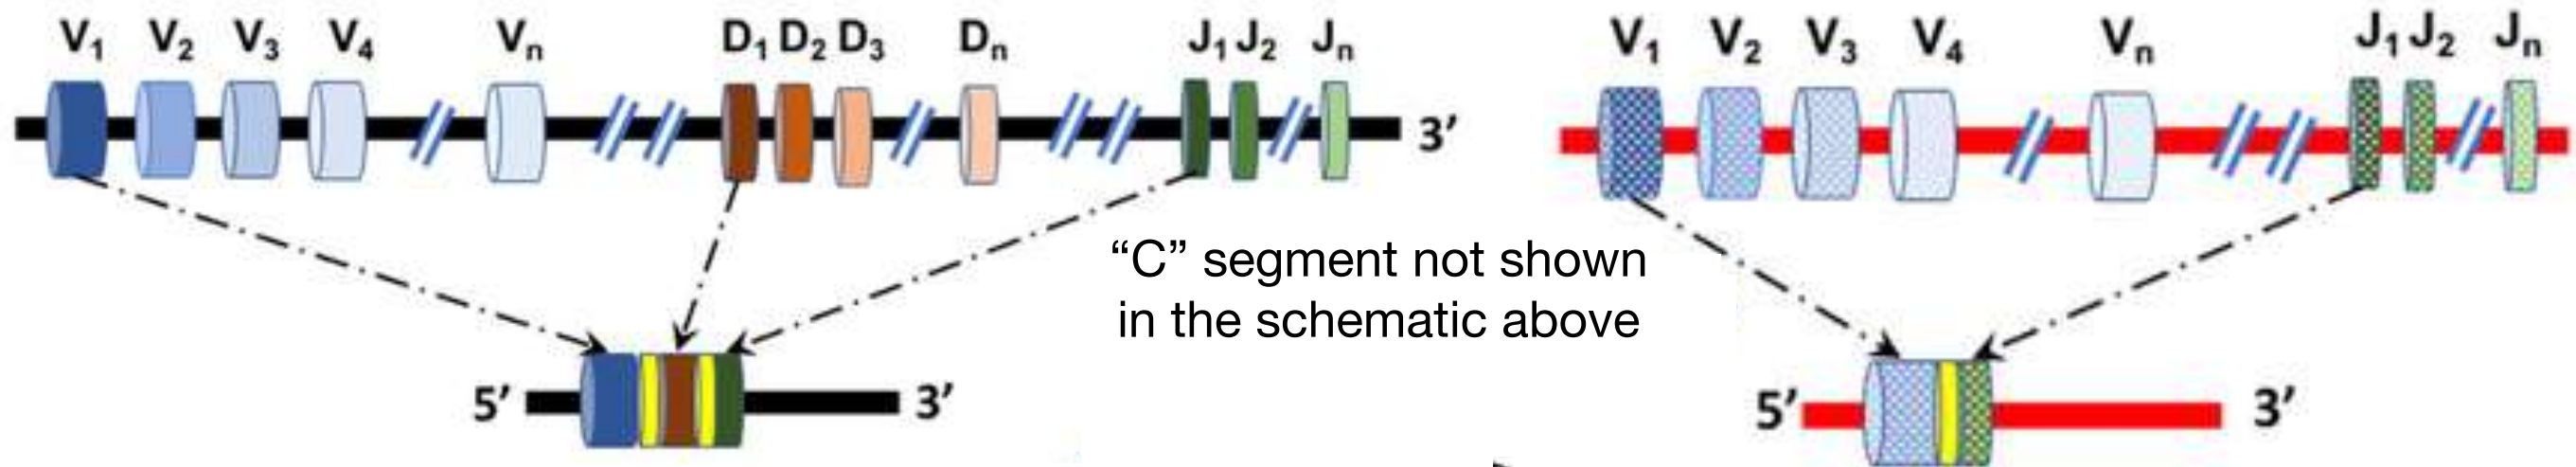 V₁ V₂ V₃ V₄ Vₙ D₁ D₂ D₃ Dₙ J₁ J₂ Jₙ
3′
V₁ V₂ V₃ V₄ Vₙ J₁ J₂ Jₙ
“C” segment not shown
in the schematic above
5′ 3′
5′ 3′